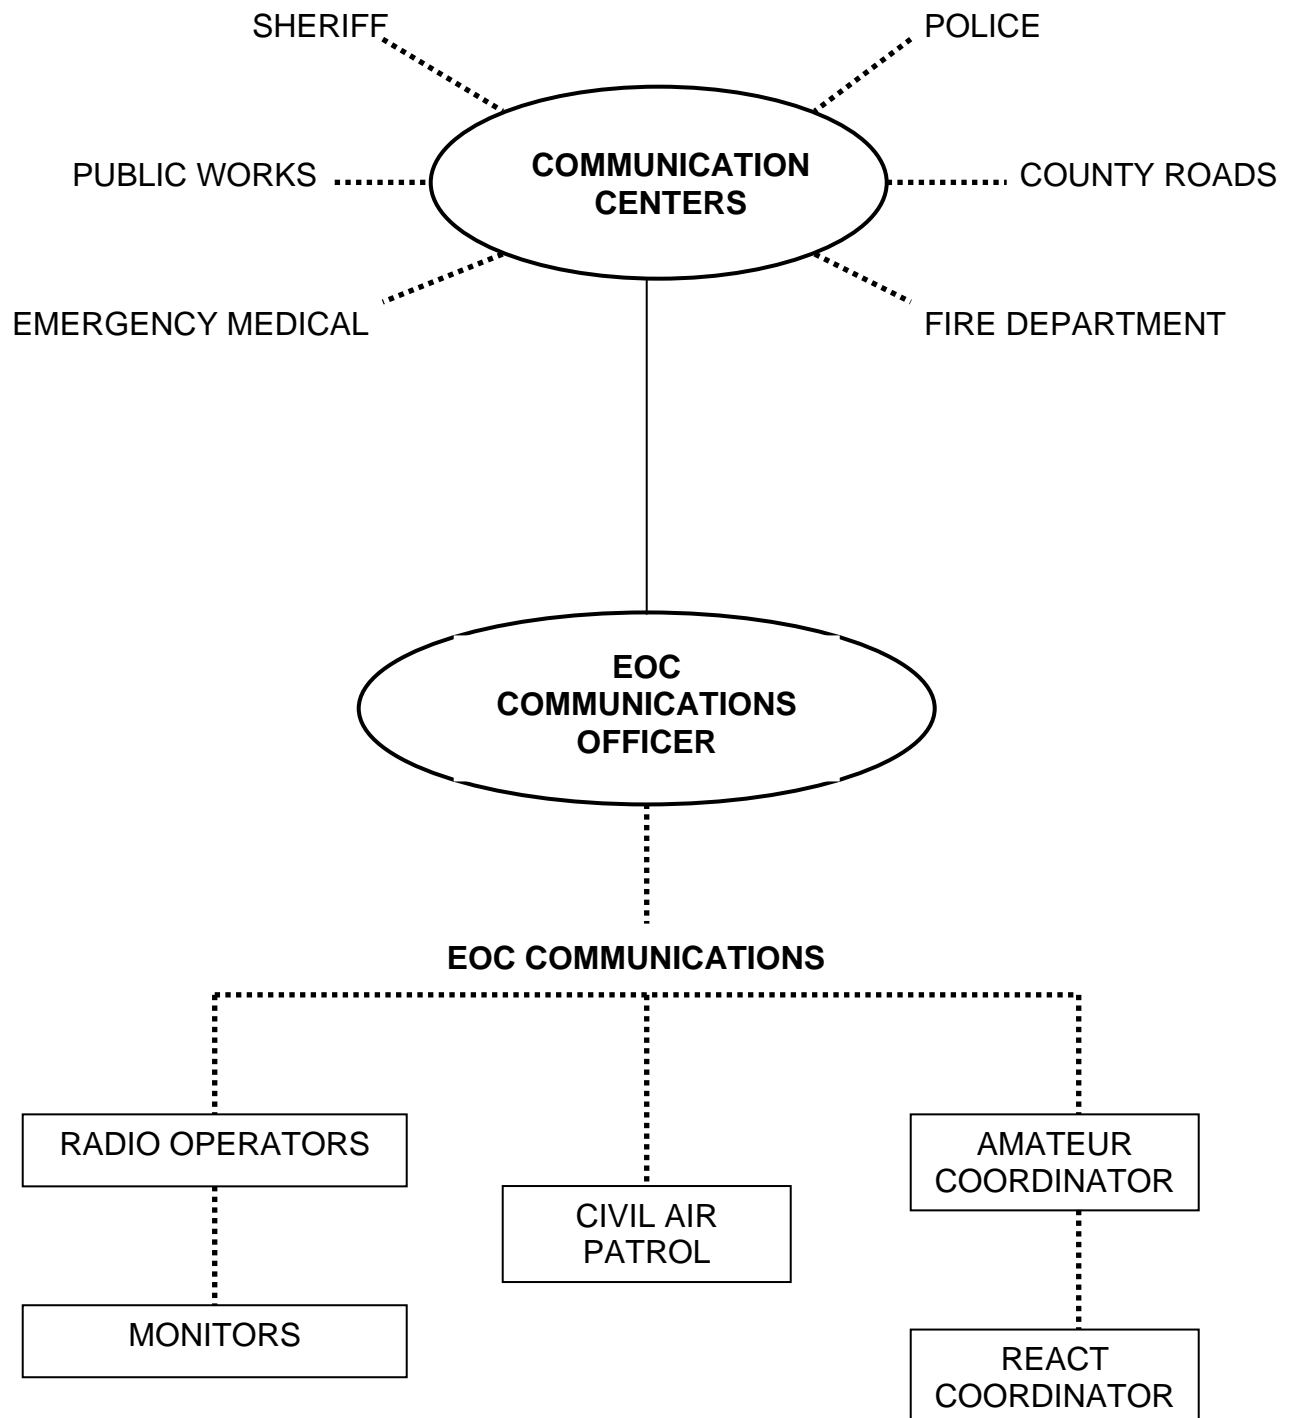 SHERIFF
POLICE
COMMUNICATION
CENTERS
PUBLIC WORKS
COUNTY ROADS
EMERGENCY MEDICAL
FIRE DEPARTMENT
EOC
COMMUNICATIONS
OFFICER
EOC COMMUNICATIONS
RADIO OPERATORS
AMATEUR
COORDINATOR
CIVIL AIR
PATROL
MONITORS
REACT
COORDINATOR